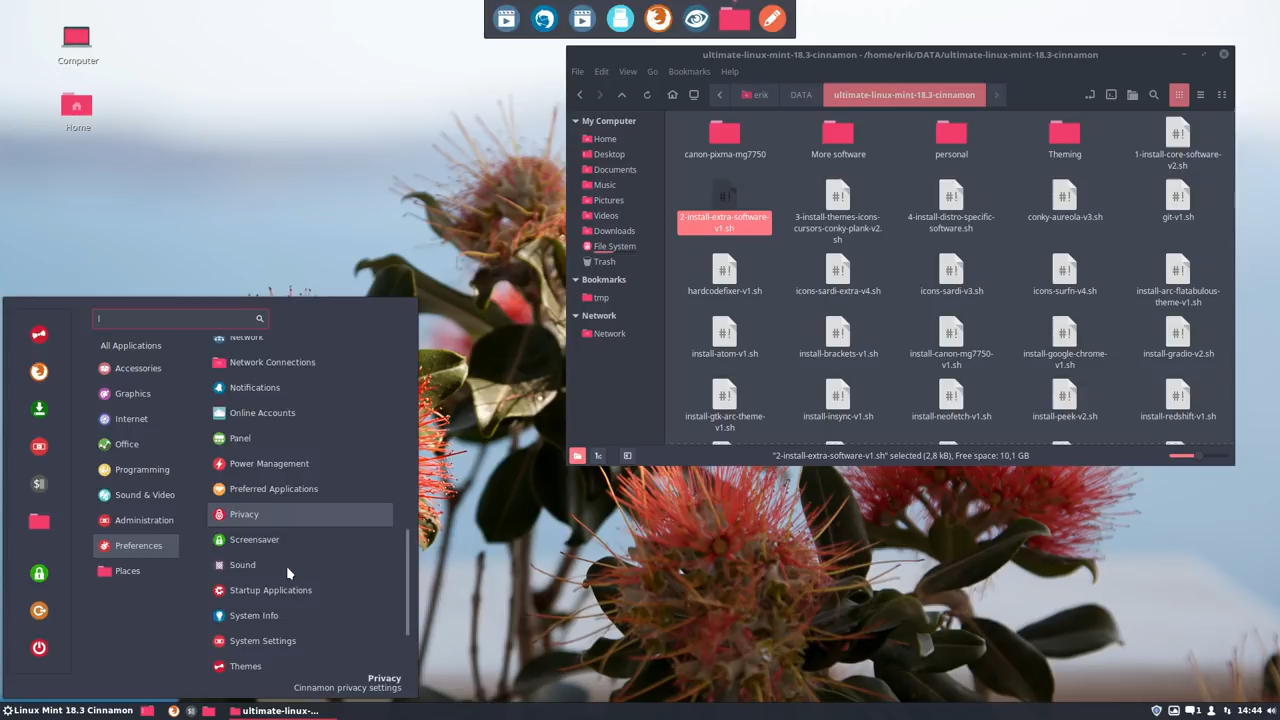 Computer
Home
ultimate-linux-mint-18.3-cinnamon - /home/erik/DATA/ultimate-linux-mint-18.3-cinnamon
File Edit View Go Bookmarks Help
erik DATA ultimate-linux-mint-18.3-cinnamon
My Computer
Home
Desktop
Documents
Music
Pictures
Videos
Downloads
File System
Trash
Bookmarks
tmp
Network
Network
canon-pixma-mg7750
More software
personal
Theming
1-install-core-software-
v2.sh
2-install-extra-software-
v1.sh
3-install-themes-icons-
cursors-conky-plank-v2.
sh
4-install-distro-specific-
software.sh
conky-aureola-v3.sh
git-v1.sh
hardcodefixer-v1.sh
icons-sardi-extra-v4.sh
icons-sardi-v3.sh
icons-surfn-v4.sh
install-arc-flatabulous-
theme-v1.sh
install-atom-v1.sh
install-brackets-v1.sh
install-canon-mg7750-
v1.sh
install-google-chrome-
v1.sh
install-gradio-v2.sh
install-gtk-arc-theme-
v1.sh
install-insync-v1.sh
install-neofetch-v1.sh
install-peek-v2.sh
install-redshift-v1.sh
"2-install-extra-software-v1.sh" selected (2,8 kB), Free space: 10,1 GB
All Applications
Accessories
Graphics
Internet
Office
Programming
Sound & Video
Administration
Preferences
Places
Network
Network Connections
Notifications
Online Accounts
Panel
Power Management
Preferred Applications
Privacy
Screensaver
Sound
Startup Applications
System Info
System Settings
Themes
Privacy
Cinnamon privacy settings
Linux Mint 18.3 Cinnamon
ultimate-linux-...
1
14:44